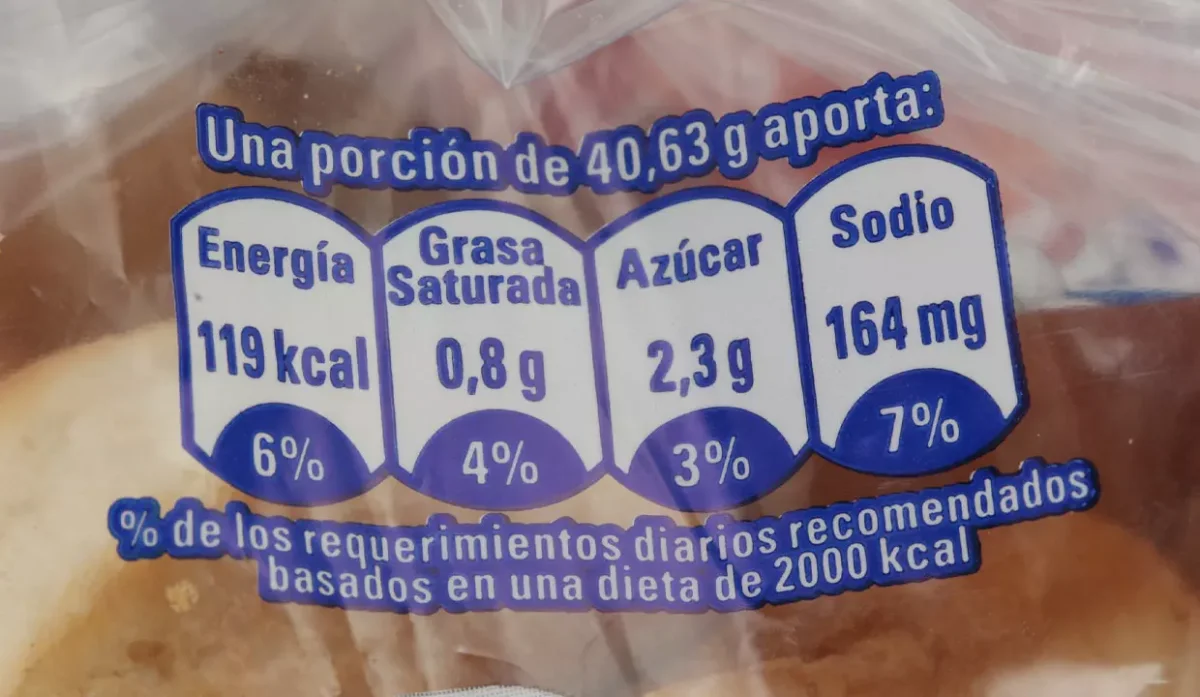 Una porción de 40,63 g aporta:
Energía
119 kcal
6%
Grasa
Saturada
0,8 g
4%
Azúcar
2,3 g
3%
Sodio
164 mg
7%
% de los requerimientos diarios recomendados
basados en una dieta de 2000 kcal